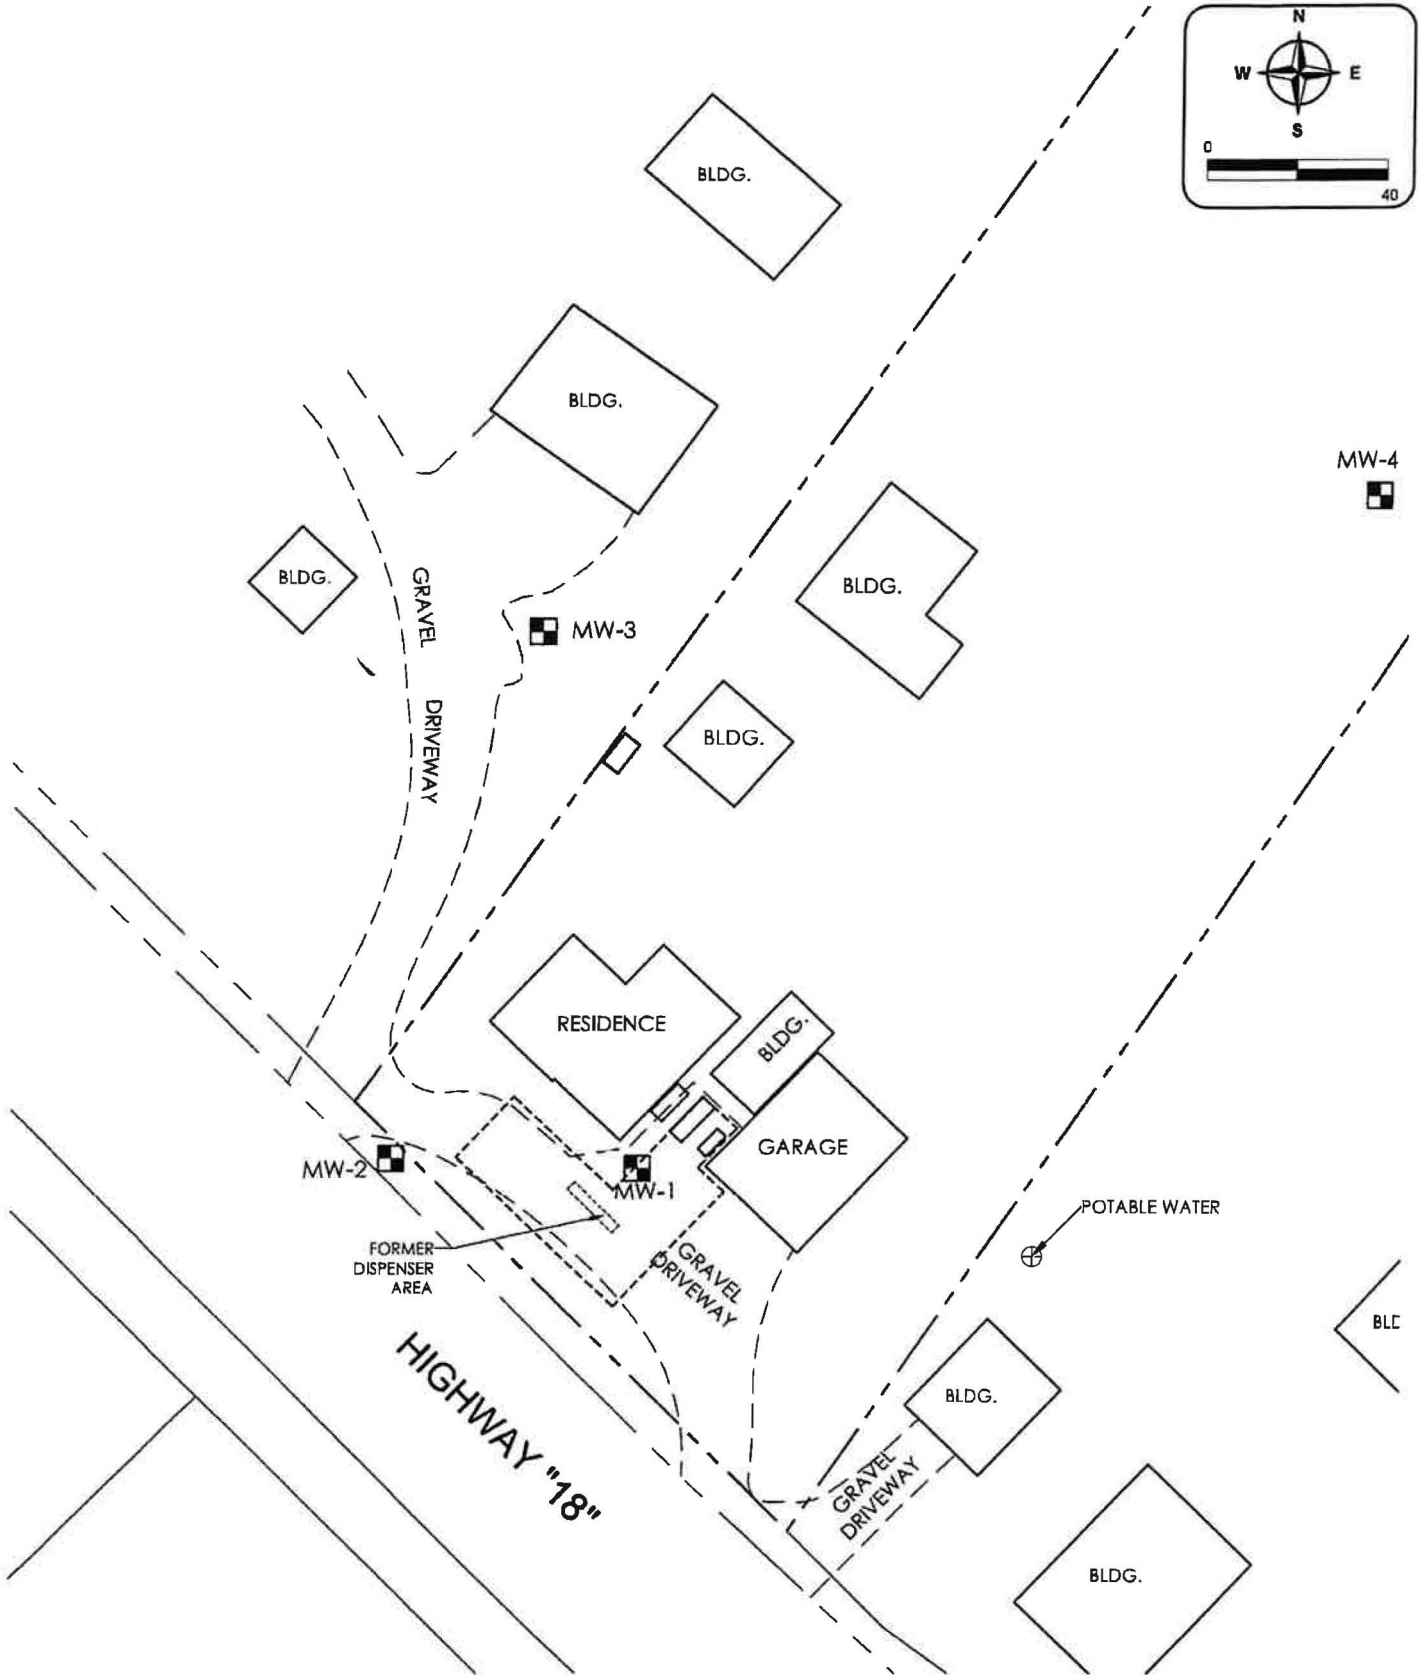 N
W E
S
0
40
BLDG.
BLDG.
MW-4
BLDG.
BLDG.
GRAVEL
DRIVEWAY
MW-3
BLDG.
RESIDENCE
BLDG.
GARAGE
MW-2
MW-1
POTABLE WATER
FORMER
DISPENSER
AREA
GRAVEL
DRIVEWAY
BLD
HIGHWAY "18"
BLDG.
GRAVEL
DRIVEWAY
BLDG.